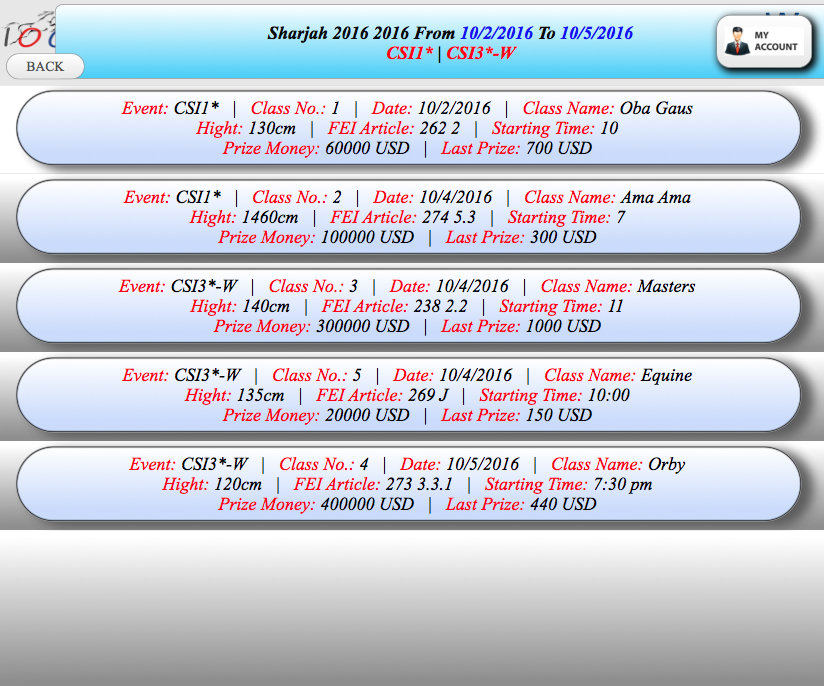 Sharjah 2016 2016 From 10/2/2016 To 10/5/2016
CSI1* | CSI3*-W
BACK
MY
ACCOUNT
Event: CSI1* | Class No.: 1 | Date: 10/2/2016 | Class Name: Oba Gaus
Hight: 130cm | FEI Article: 262 2 | Starting Time: 10
Prize Money: 60000 USD | Last Prize: 700 USD
Event: CSI1* | Class No.: 2 | Date: 10/4/2016 | Class Name: Ama Ama
Hight: 1460cm | FEI Article: 274 5.3 | Starting Time: 7
Prize Money: 100000 USD | Last Prize: 300 USD
Event: CSI3*-W | Class No.: 3 | Date: 10/4/2016 | Class Name: Masters
Hight: 140cm | FEI Article: 238 2.2 | Starting Time: 11
Prize Money: 300000 USD | Last Prize: 1000 USD
Event: CSI3*-W | Class No.: 5 | Date: 10/4/2016 | Class Name: Equine
Hight: 135cm | FEI Article: 269 J | Starting Time: 10:00
Prize Money: 20000 USD | Last Prize: 150 USD
Event: CSI3*-W | Class No.: 4 | Date: 10/5/2016 | Class Name: Orby
Hight: 120cm | FEI Article: 273 3.3.1 | Starting Time: 7:30 pm
Prize Money: 400000 USD | Last Prize: 440 USD